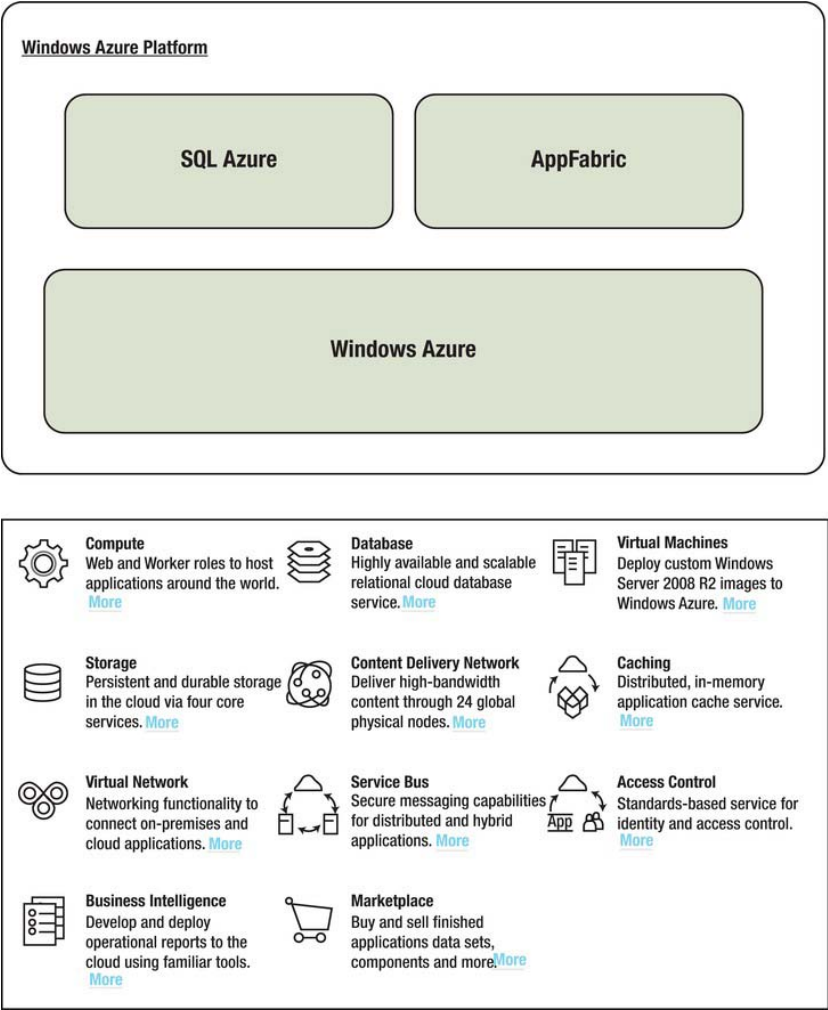 Windows Azure Platform
SQL Azure
AppFabric
Windows Azure
Compute
Web and Worker roles to host
applications around the world.
More
Database
Highly available and scalable
relational cloud database
service. More
Virtual Machines
Deploy custom Windows
Server 2008 R2 images to
Windows Azure. More
Storage
Persistent and durable storage
in the cloud via four core
services. More
Content Delivery Network
Deliver high-bandwidth
content through 24 global
physical nodes. More
Caching
Distributed, in-memory
application cache service.
More
Virtual Network
Networking functionality to
connect on-premises and
cloud applications. More
Service Bus
Secure messaging capabilities
for distributed and hybrid
applications. More
App
Access Control
Standards-based service for
identity and access control.
More
Business Intelligence
Develop and deploy
operational reports to the
cloud using familiar tools.
More
Marketplace
Buy and sell finished
applications data sets,
components and more. More